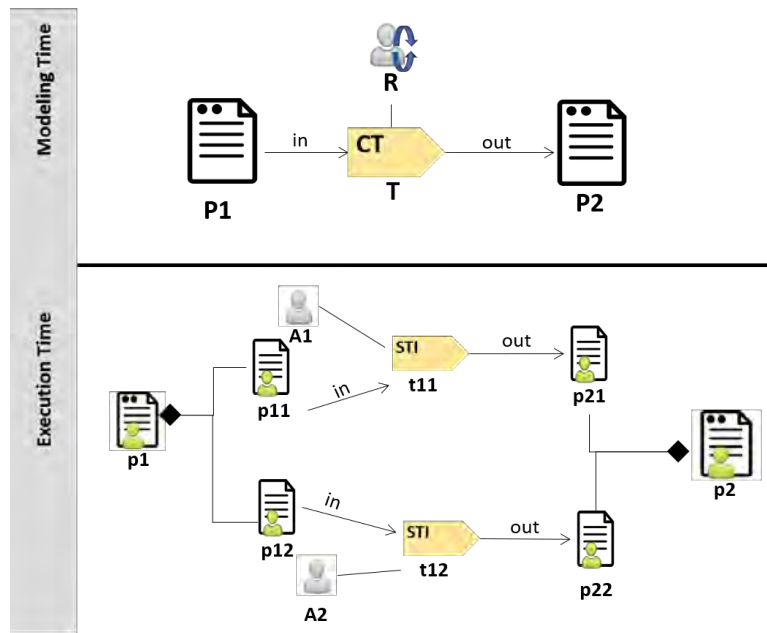 Modeling Time
R
in
CT
out
P1
T
P2
Execution Time
A1
STI
out
in
t11
p11
p21
p1
p2
in
STI
out
p12
t12
A2
p22